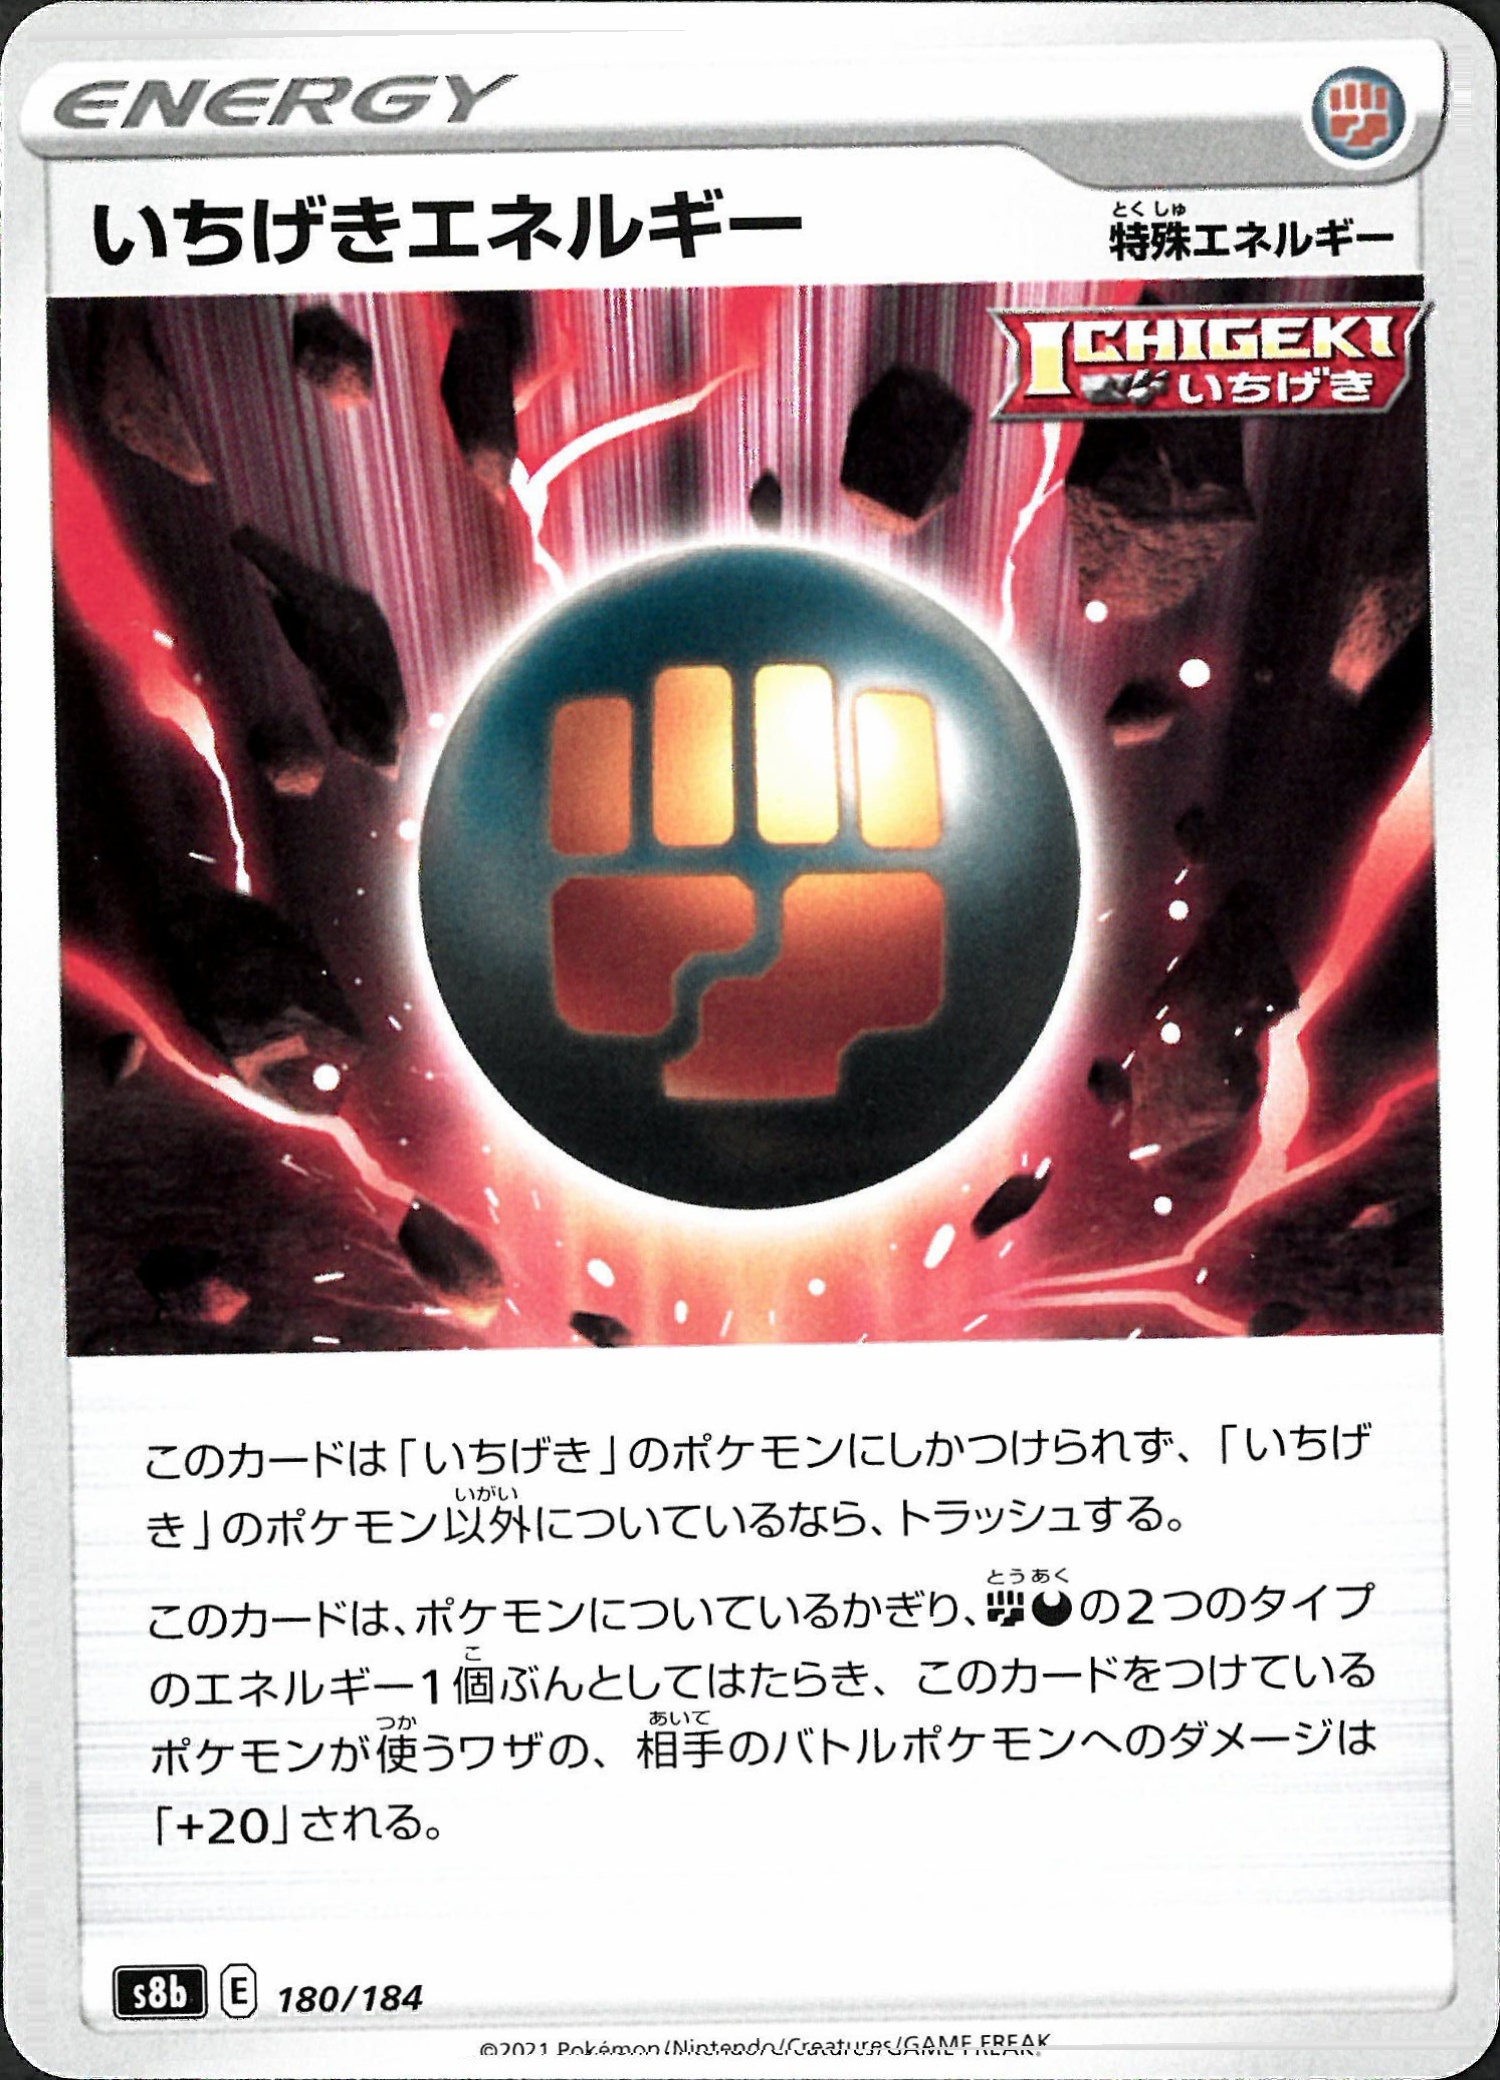 ENERGY
いちげきエネルギー
とくしゅ
特殊エネルギー
ICHIGEKI
いちげき
このカードは「いちげき」のポケモンにしかつけられず、「いちげ
いがい
き」のポケモン以外についているなら、トラッシュする。
とうあく
このカードは、ポケモンについているかぎり、の2つのタイプ
こ
のエネルギー1個ぶんとしてはたらき、このカードをつけている
つか あいて
ポケモンが使うワザの、相手のバトルポケモンへのダメージは
「+20」される。
s8b E 180/184
©2021 Pokémon/Nintendo/Creatures/GAME FREAK.